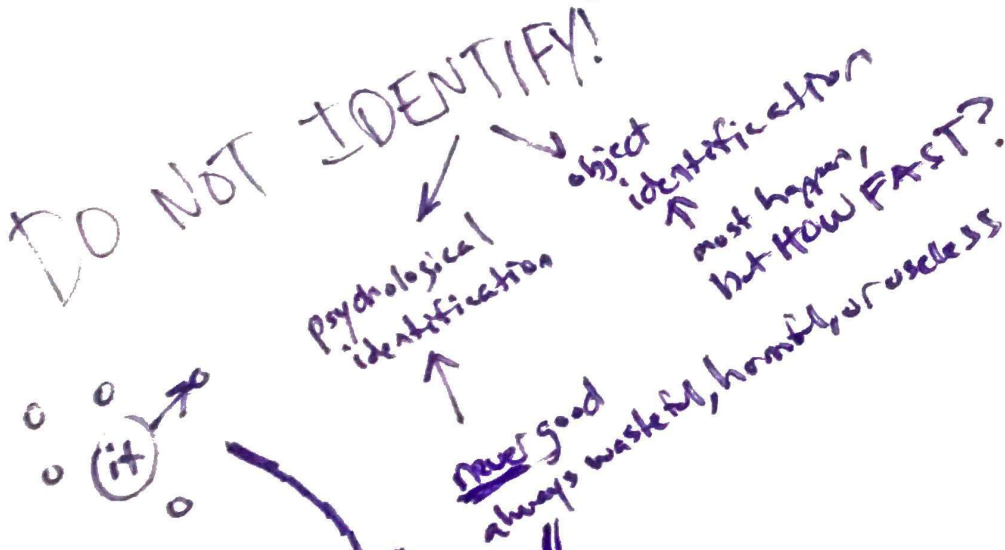 DO NOT IDENTIFY!
object
identification
most happen,
but HOW FAST?
psychological
identification
never good
always wasteful, harmful, or useless
it